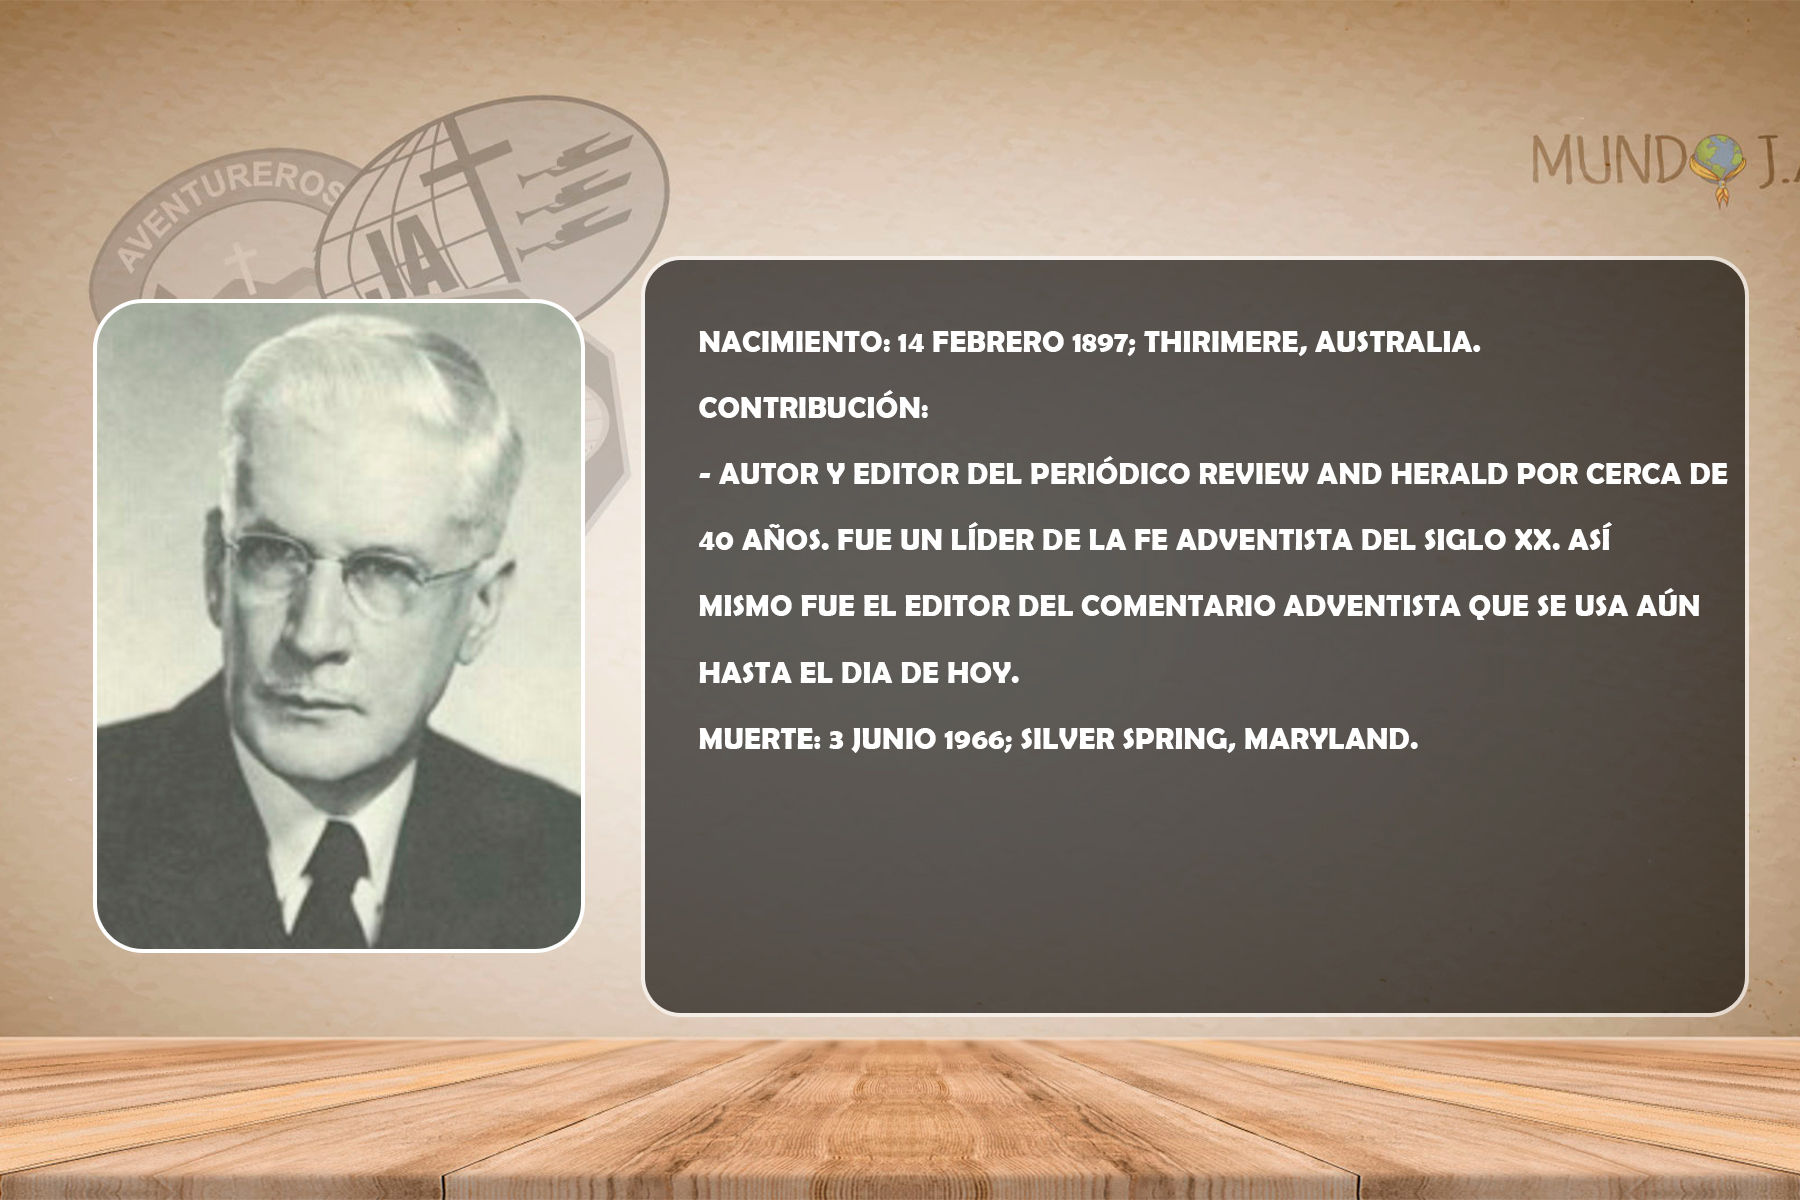 AVENTUREROS
JA
MUNDO J.A
NACIMIENTO: 14 FEBRERO 1897; THIRIMERE, AUSTRALIA.
CONTRIBUCIÓN:
- AUTOR Y EDITOR DEL PERIÓDICO REVIEW AND HERALD POR CERCA DE
40 AÑOS. FUE UN LÍDER DE LA FE ADVENTISTA DEL SIGLO XX. ASÍ
MISMO FUE EL EDITOR DEL COMENTARIO ADVENTISTA QUE SE USA AÚN
HASTA EL DIA DE HOY.
MUERTE: 3 JUNIO 1966; SILVER SPRING, MARYLAND.